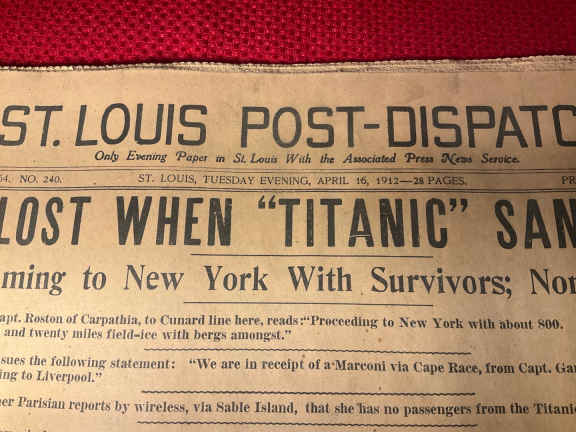 ST. LOUIS POST-DISPATC
Only Evening Paper in St. Louis With the Associated Press News Service.
64. NO. 240. ST. LOUIS, TUESDAY EVENING, APRIL 16, 1912—28 PAGES. PR
LOST WHEN "TITANIC" SAN
ming to New York With Survivors; Non
apt. Roston of Carpathia, to Cunard line here, reads: "Proceeding to New York with about 800.
and twenty miles field-ice with bergs amongst."
sues the following statement: "We are in receipt of a Marconi via Cape Race, from Capt. Gam
ing to Liverpool."
er Parisian reports by wireless, via Sable Island, that she has no passengers from the Titanic